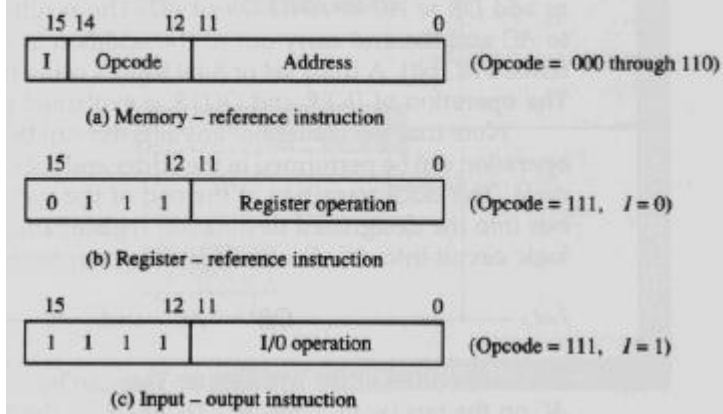 15 14 12 11 0
I Opcode Address (Opcode = 000 through 110)
(a) Memory – reference instruction
15 12 11 0
0 1 1 1 Register operation (Opcode = 111, I = 0)
(b) Register – reference instruction
15 12 11 0
1 1 1 1 I/0 operation (Opcode = 111, I = 1)
(c) Input – output instruction